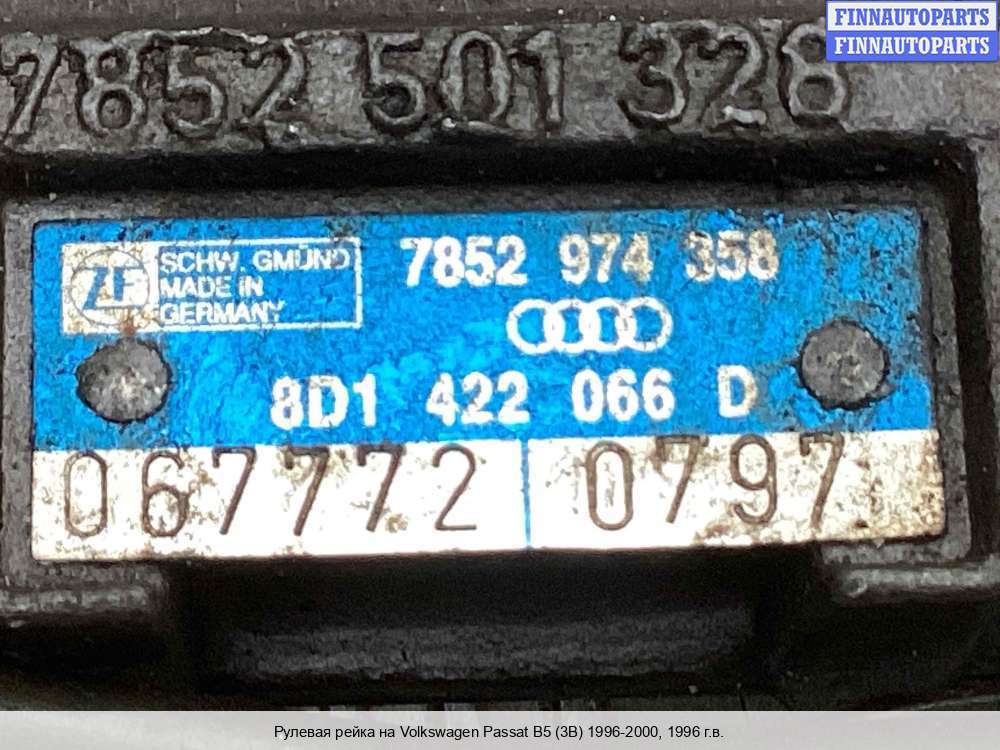 FINNAUTOPARTS
FINNAUTOPARTS
7852 501 328
ZF
SCHW. GMÜND
MADE IN
GERMANY
7852 974 358
8D1 422 066 D
067772 0797
Рулевая рейка на Volkswagen Passat B5 (3B) 1996-2000, 1996 г.в.